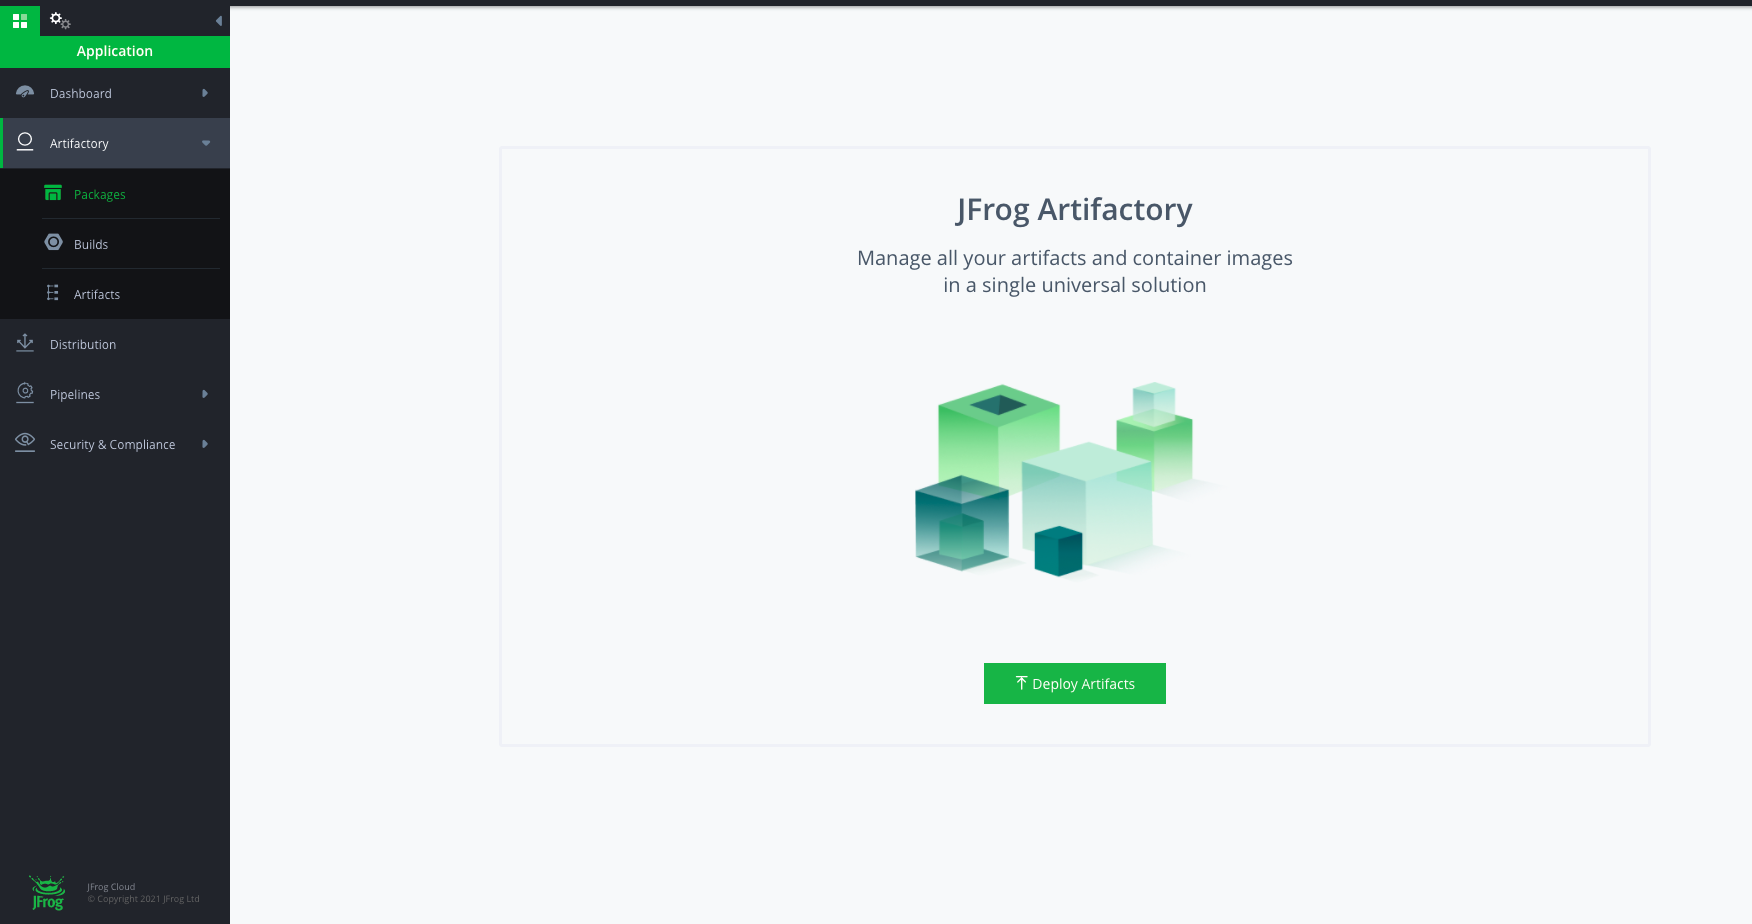 Application
Dashboard
Artifactory
Packages
Builds
Artifacts
Distribution
Pipelines
Security & Compliance
JFrog
JFrog Cloud
© Copyright 2021 JFrog Ltd
JFrog Artifactory
Manage all your artifacts and container images
in a single universal solution
Deploy Artifacts